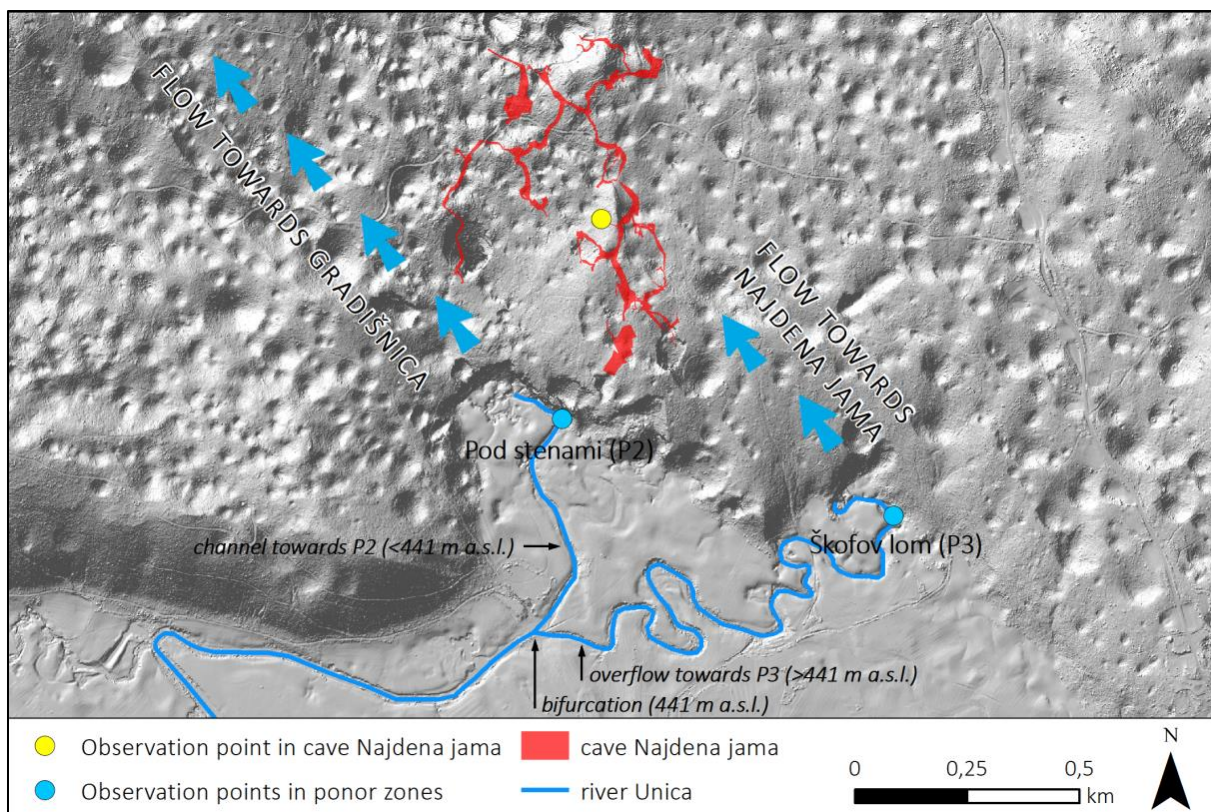 FLOW TOWARDS GRADIŠNICA
FLOW TOWARDS
NAJDENA JAMA
Pod stenami (P2)
channel towards P2 (<441 m a.s.l.)
Škofov lom (P3)
overflow towards P3 (>441 m a.s.l.)
bifurcation (441 m a.s.l.)
Observation point in cave Najdena jama
cave Najdena jama
Observation points in ponor zones
river Unica
0 0,25 0,5
km
N